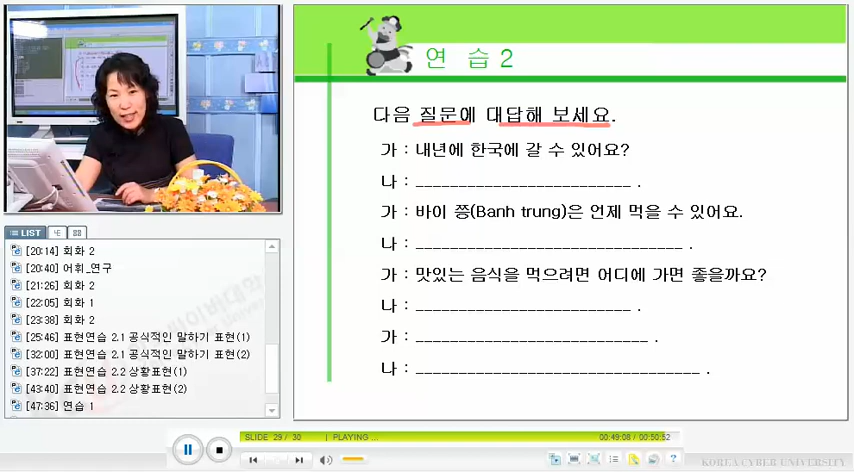 연 습 2
다음 질문에 대답해 보세요.
가 : 내년에 한국에 갈 수 있어요?
나 : ________________________ .
가 : 바이 쯩(Banh trung)은 언제 먹을 수 있어요.
나 : ______________________________ .
가 : 맛있는 음식을 먹으려면 어디에 가면 좋을까요?
나 : ________________________ .
가 : __________________________ .
나 : ________________________________ .
LIST
[20:14] 회화 2
[20:40] 어휘_연구
[21:26] 회화 2
[22:05] 회화 1
[23:38] 회화 2
[25:46] 표현연습 2.1 공식적인 말하기 표현(1)
[32:00] 표현연습 2.1 공식적인 말하기 표현(2)
[37:22] 표현연습 2.2 상황표현(1)
[43:40] 표현연습 2.2 상황표현(2)
[47:36] 연습 1
SLIDE 29 / 30 | PLAYING ... 00:49:08 / 00:50:52
KOREA CYBER UNIVERSITY